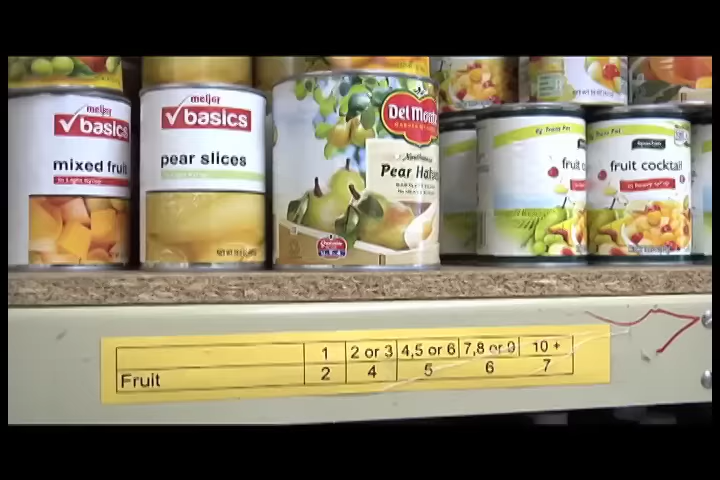 meijer
basics
mixed fruit
meijer
basics
pear slices
Del Monte
Pear Halves
fruit
fruit cocktail
1 2 or 3 4,5 or 6 7,8 or 9 10 +
Fruit 2 4 5 6 7